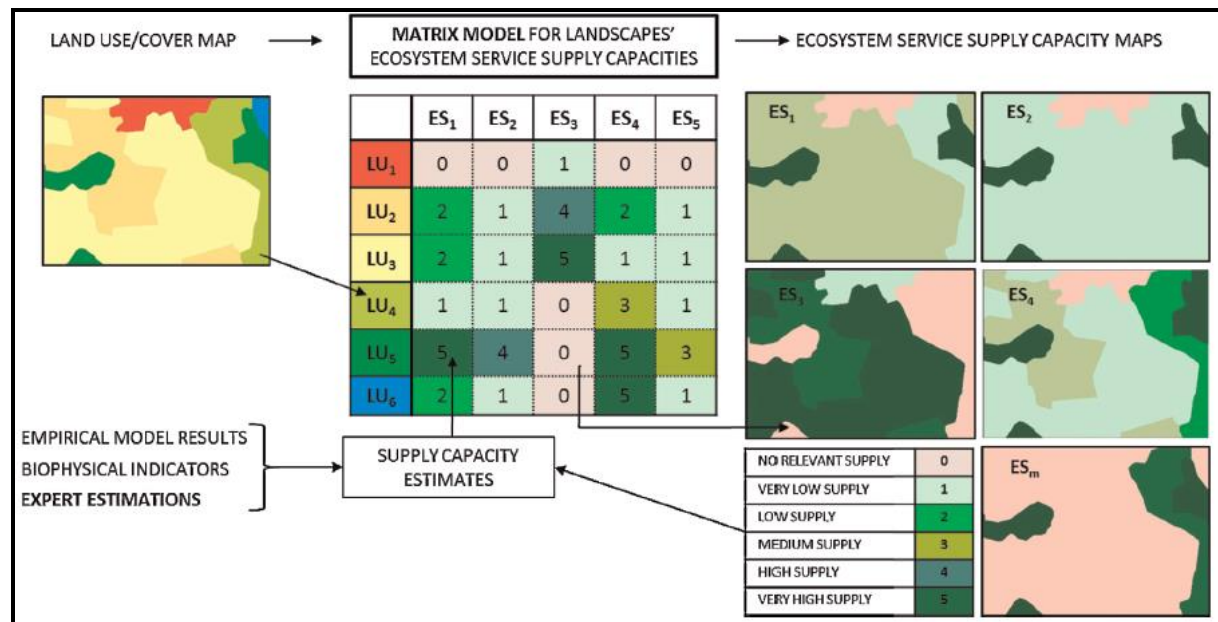 LAND USE/COVER MAP
MATRIX MODEL FOR LANDSCAPES'
ECOSYSTEM SERVICE SUPPLY CAPACITIES
ECOSYSTEM SERVICE SUPPLY CAPACITY MAPS
ES1 ES2 ES3 ES4 ES5
LU1 0 0 1 0 0
LU2 2 1 4 2 1
LU3 2 1 5 1 1
LU4 1 1 0 3 1
LU5 5 4 0 5 3
LU6 2 1 0 5 1
EMPIRICAL MODEL RESULTS
BIOPHYSICAL INDICATORS
EXPERT ESTIMATIONS
SUPPLY CAPACITY
ESTIMATES
ES1
ES2
ES3
ES4
ESm
NO RELEVANT SUPPLY 0
VERY LOW SUPPLY 1
LOW SUPPLY 2
MEDIUM SUPPLY 3
HIGH SUPPLY 4
VERY HIGH SUPPLY 5